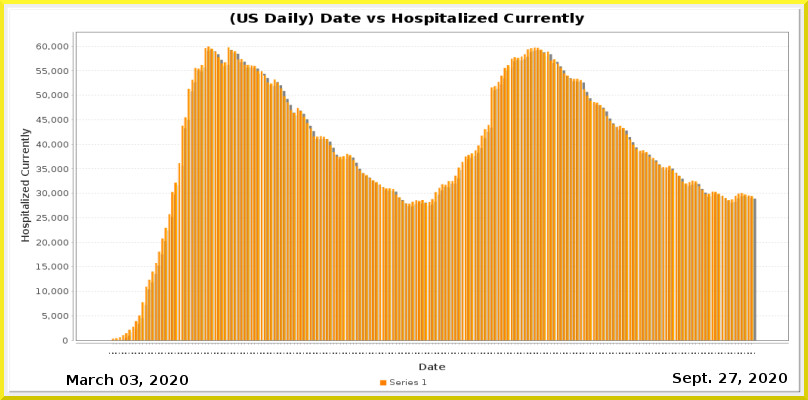 (US Daily) Date vs Hospitalized Currently
Hospitalized Currently
60,000
55,000
50,000
45,000
40,000
35,000
30,000
25,000
20,000
15,000
10,000
5,000
0
Date
March 03, 2020
Sept. 27, 2020
Series 1